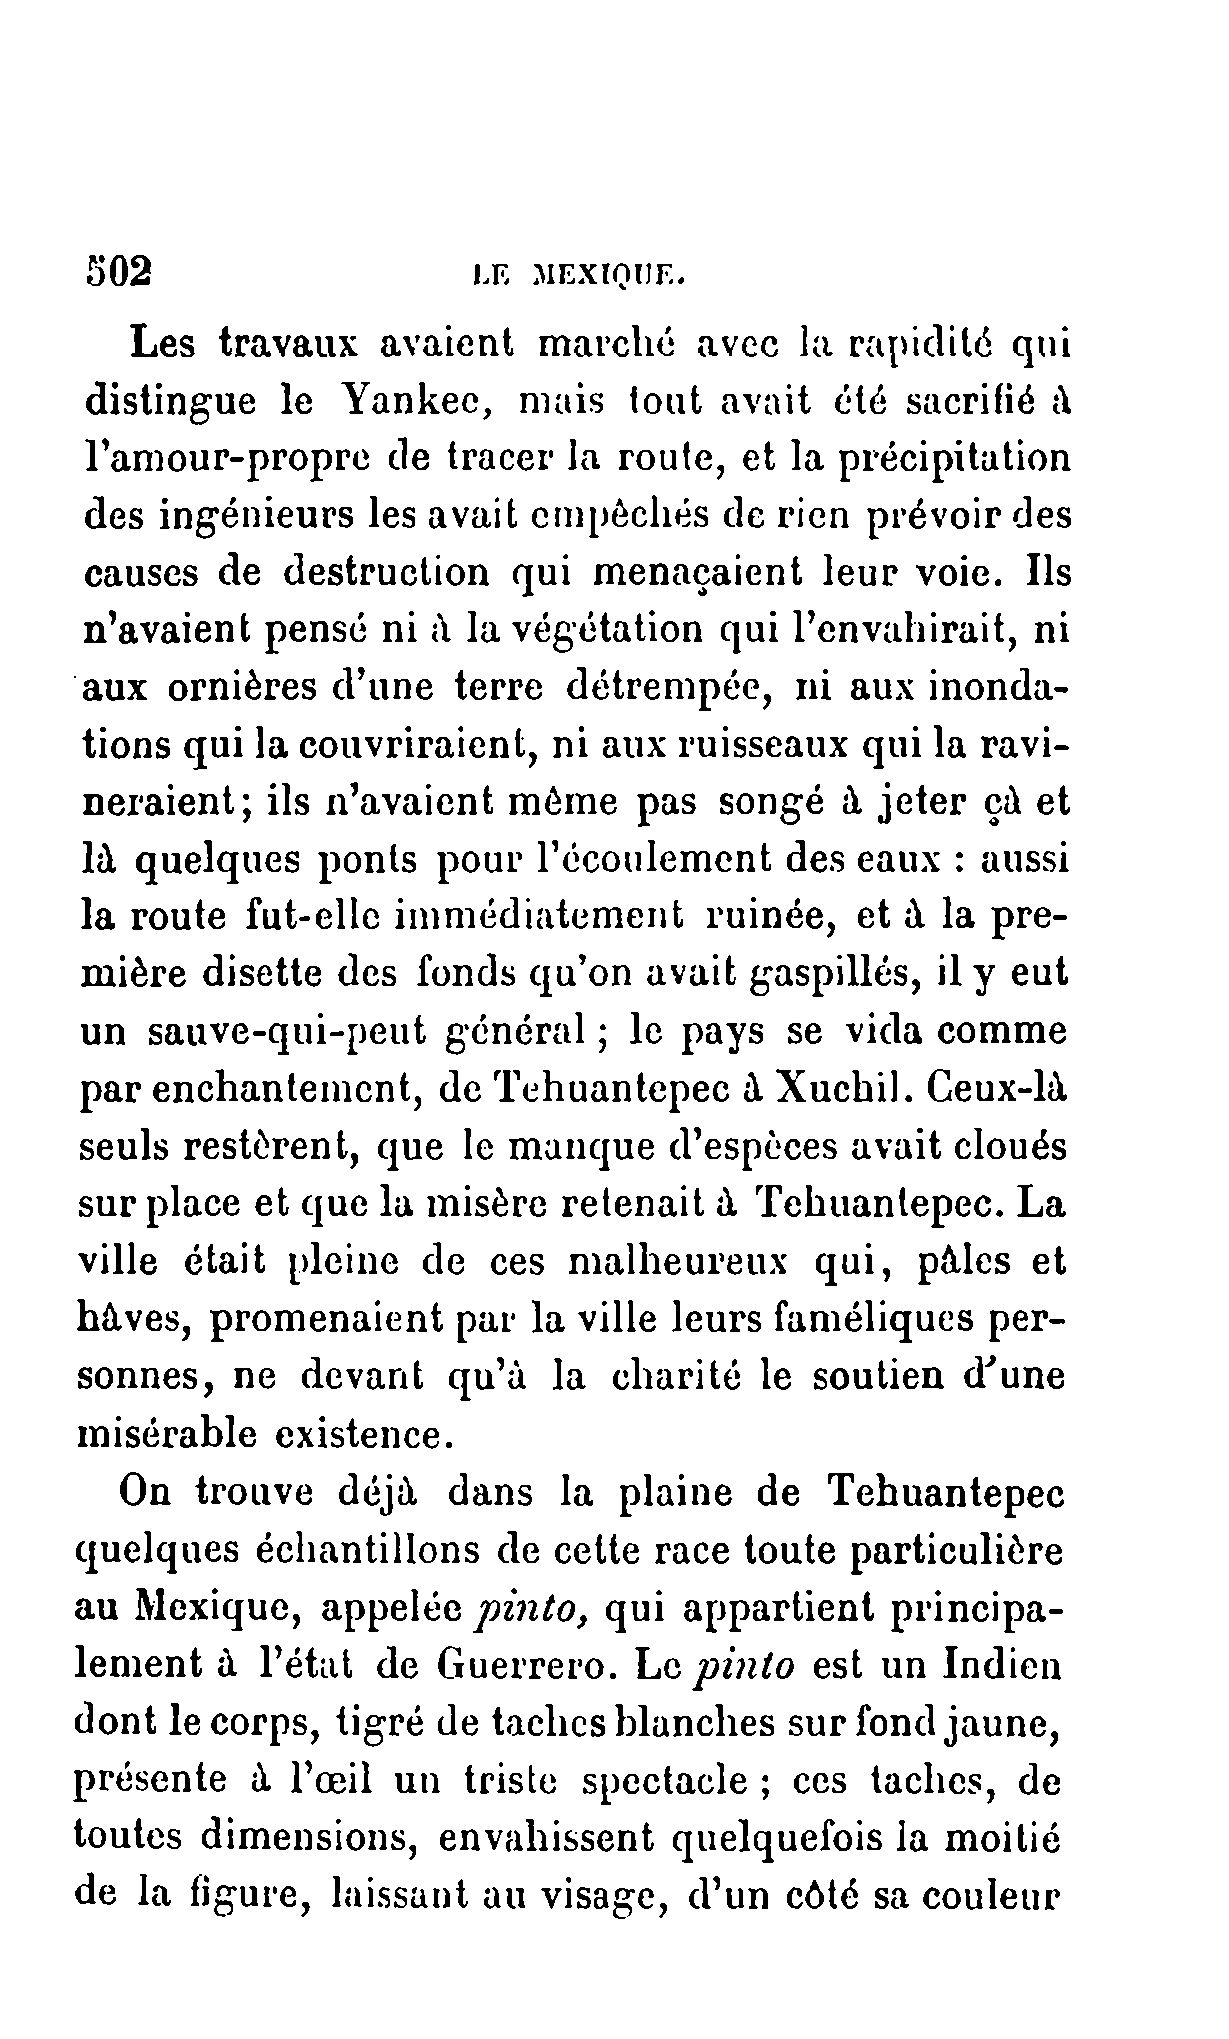 502 LE MEXIQUE.
Les travaux avaient marché avec la rapidité qui
distingue le Yankee, mais tout avait été sacrifié à
l'amour-propre de tracer la route, et la précipitation
des ingénieurs les avait empêchés de rien prévoir des
causes de destruction qui menaçaient leur voie. Ils
n'avaient pensé ni à la végétation qui l'envahirait, ni
aux ornières d'une terre détrempée, ni aux inonda-
tions qui la couvriraient, ni aux ruisseaux qui la ravi-
neraient; ils n'avaient même pas songé à jeter çà et
là quelques ponts pour l'écoulement des eaux : aussi
la route fut-elle immédiatement ruinée, et à la pre-
mière disette des fonds qu'on avait gaspillés, il y eut
un sauve-qui-peut général ; le pays se vida comme
par enchantement, de Tehuantepec à Xuchil. Ceux-là
seuls restèrent, que le manque d'espèces avait cloués
sur place et que la misère retenait à Tehuantepec. La
ville était pleine de ces malheureux qui, pâles et
hâves, promenaient par la ville leurs faméliques per-
sonnes, ne devant qu'à la charité le soutien d'une
misérable existence.
On trouve déjà dans la plaine de Tehuantepec
quelques échantillons de cette race toute particulière
au Mexique, appelée pinto, qui appartient principa-
lement à l'état de Guerrero. Le pinto est un Indien
dont le corps, tigré de taches blanches sur fond jaune,
présente à l'œil un triste spectacle ; ces taches, de
toutes dimensions, envahissent quelquefois la moitié
de la figure, laissant au visage, d'un côté sa couleur